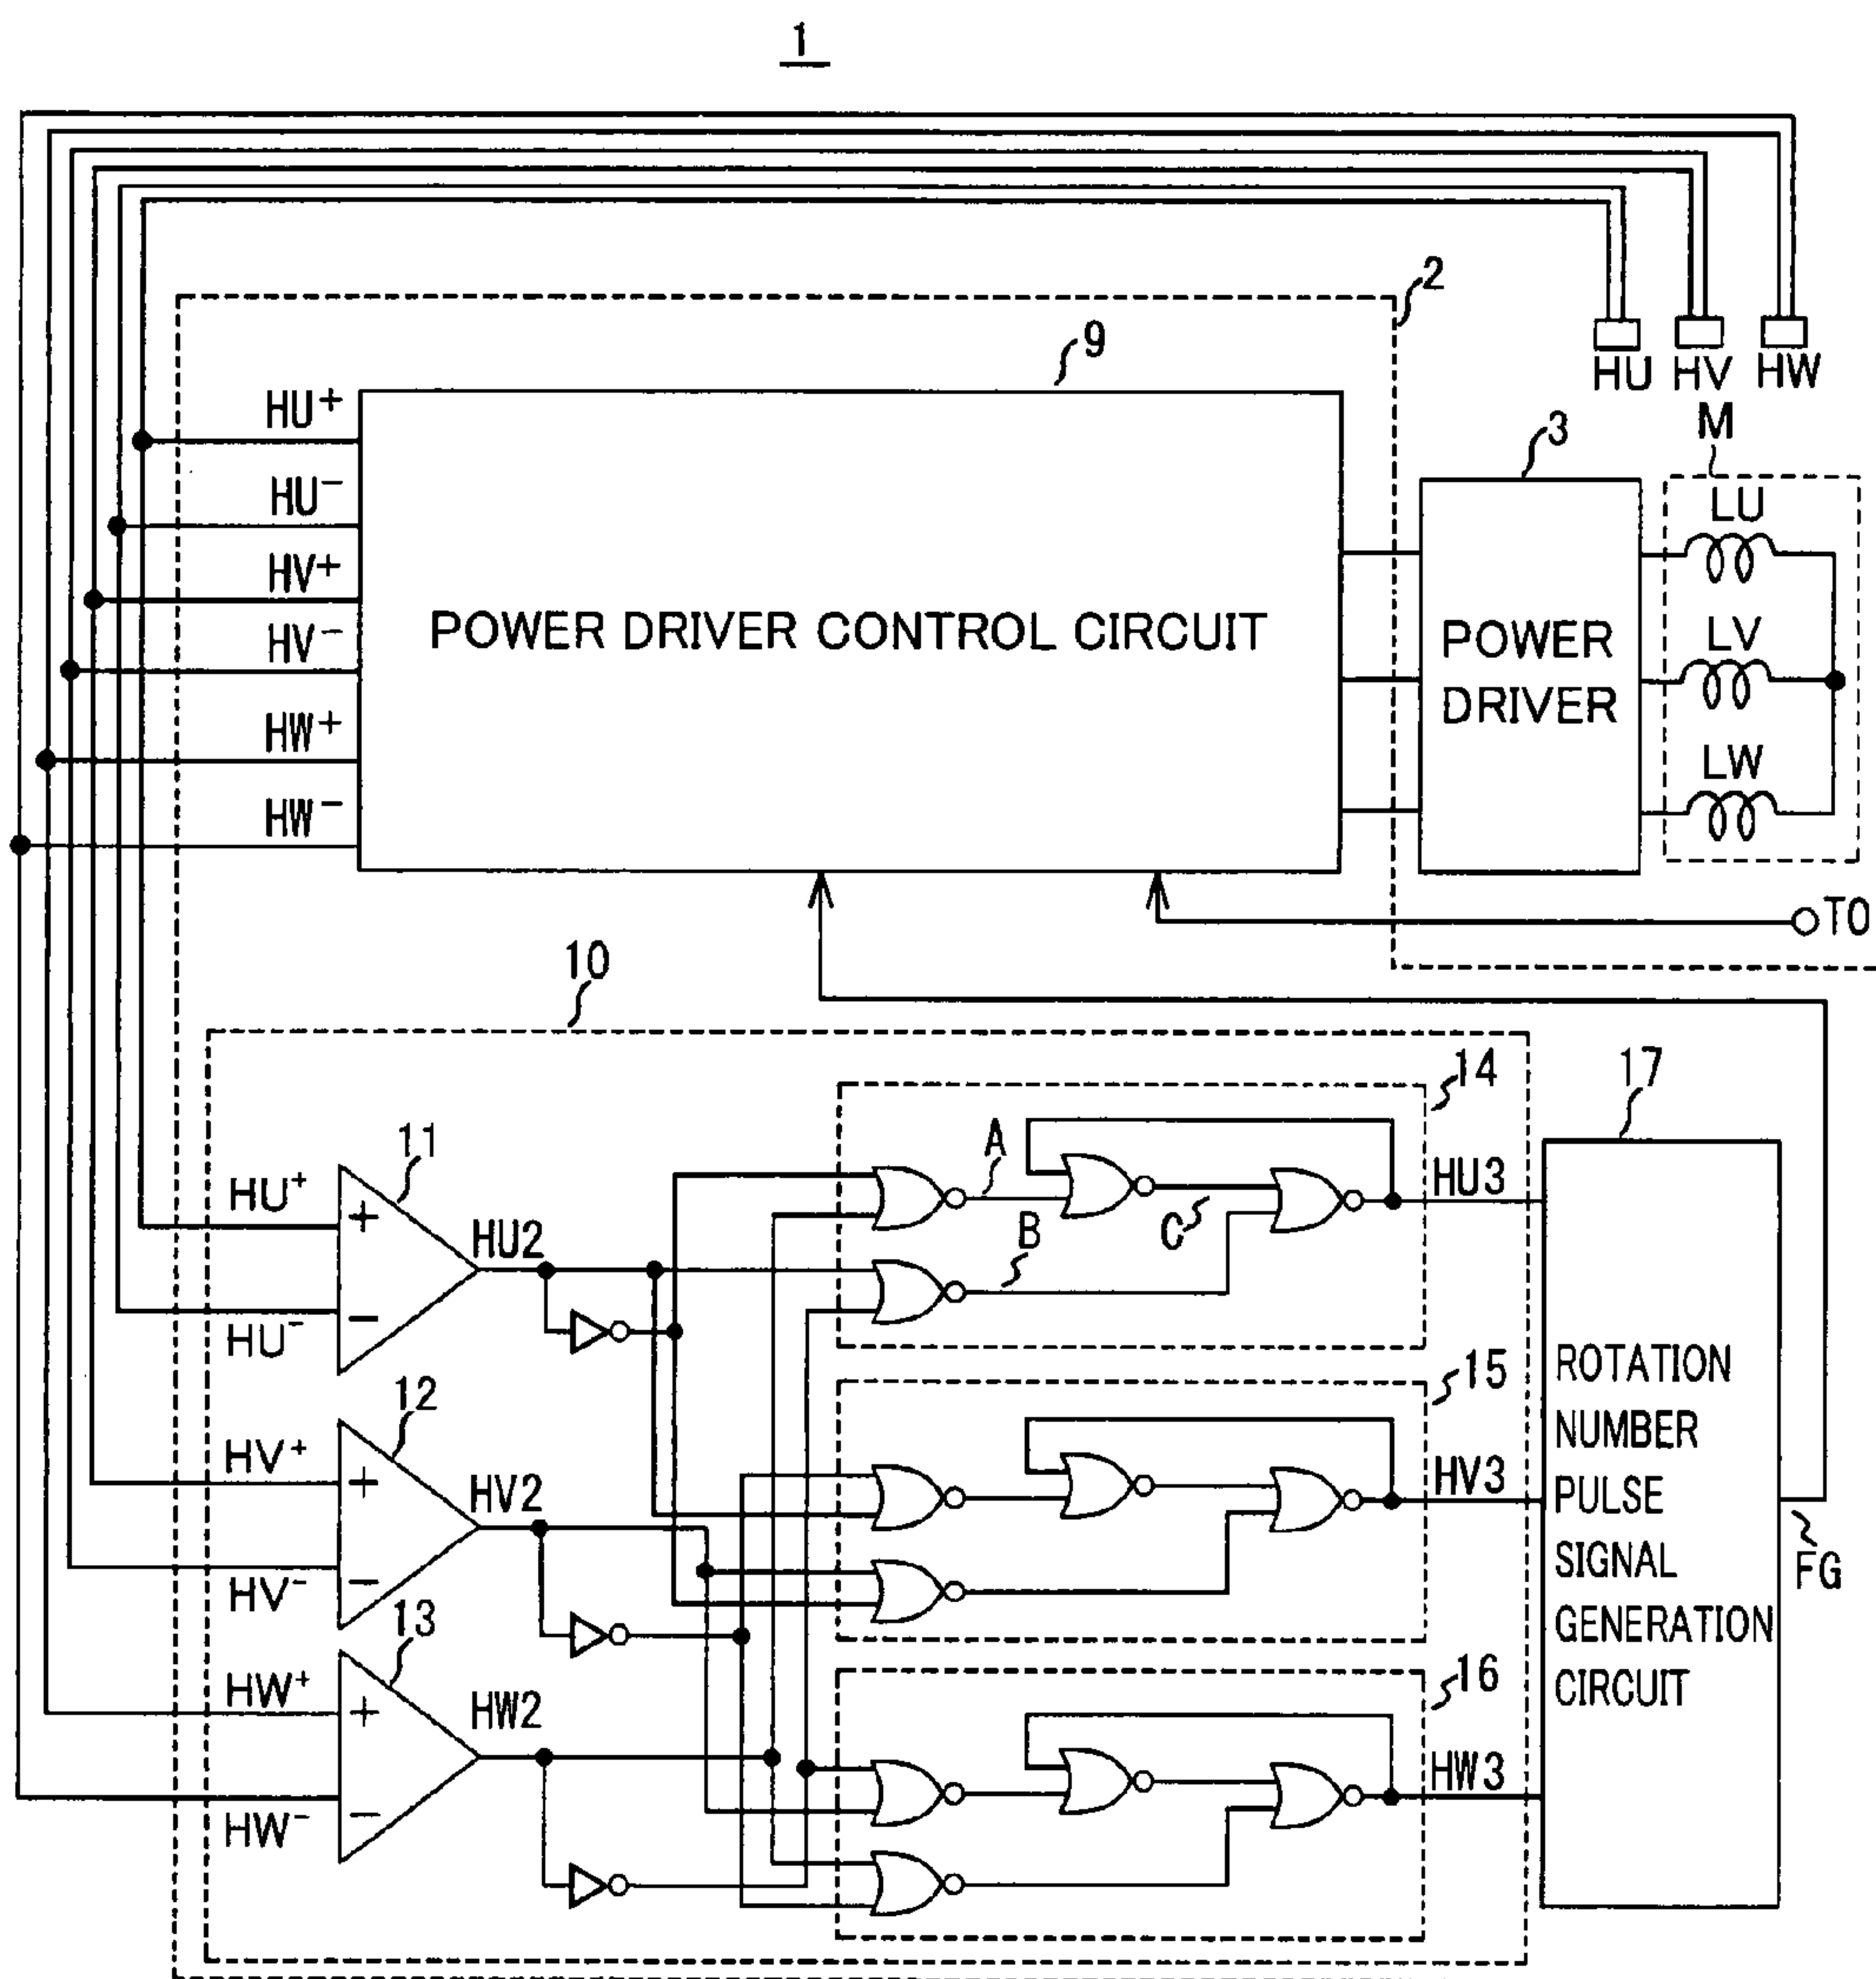 1
2
HU HV HW
M
9
3
HU+
HU−
HV+
HV−
HW+
HW−
POWER DRIVER CONTROL CIRCUIT
POWER
DRIVER
LU
LV
LW
T0
10
14
17
11
HU+
+
HU2
−
HU−
A
B
C
HU3
12
HV+
+
HV2
−
HV−
15
HV3
13
HW+
+
HW2
−
HW−
16
HW3
ROTATION
NUMBER
PULSE
SIGNAL
GENERATION
CIRCUIT
FG